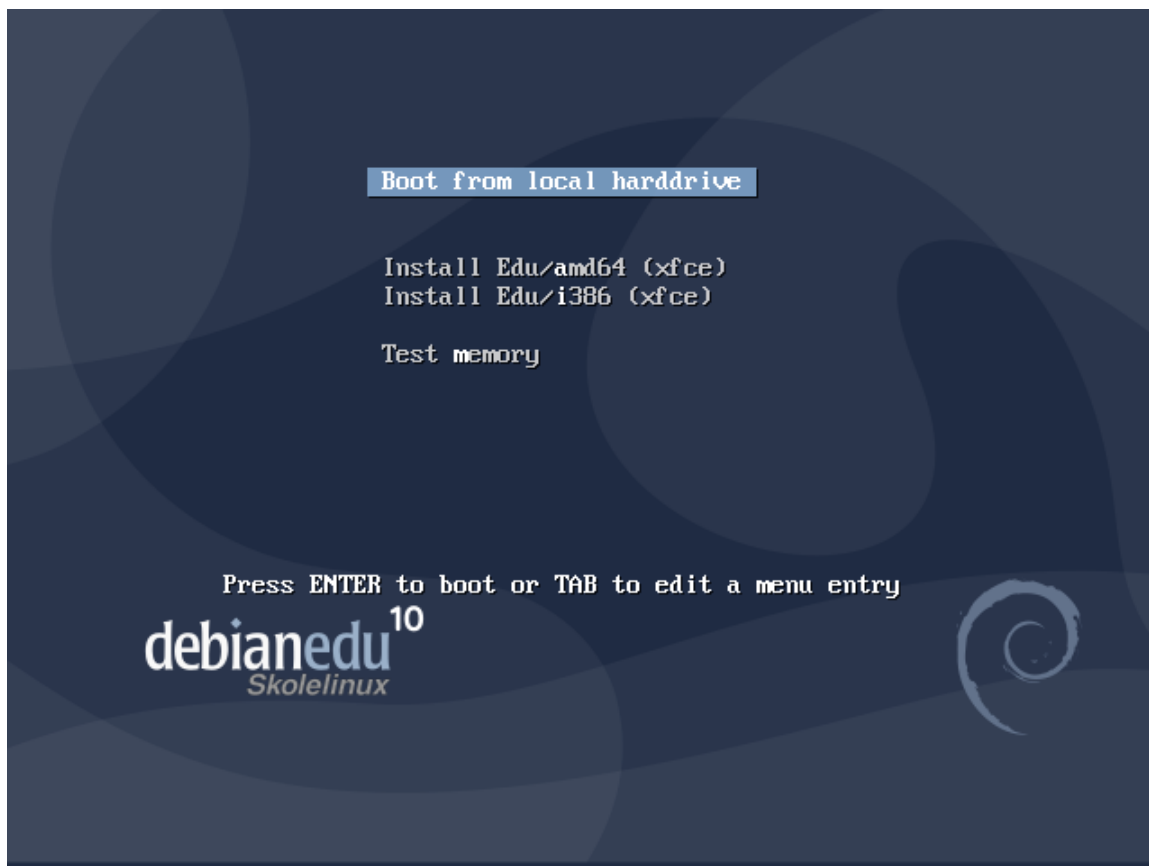 Boot from local harddrive
Install Edu/amd64 (xfce)
Install Edu/i386 (xfce)
Test memory
Press ENTER to boot or TAB to edit a menu entry
debianedu 10
Skolelinux